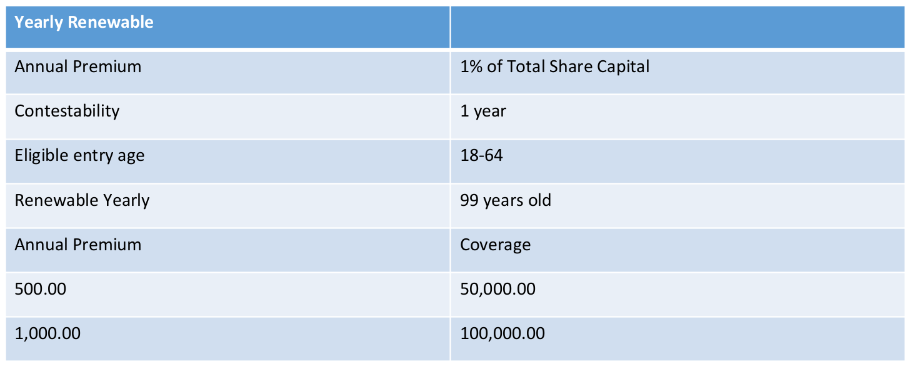 Yearly Renewable
Annual Premium 1% of Total Share Capital
Contestability 1 year
Eligible entry age 18-64
Renewable Yearly 99 years old
Annual Premium Coverage
500.00 50,000.00
1,000.00 100,000.00